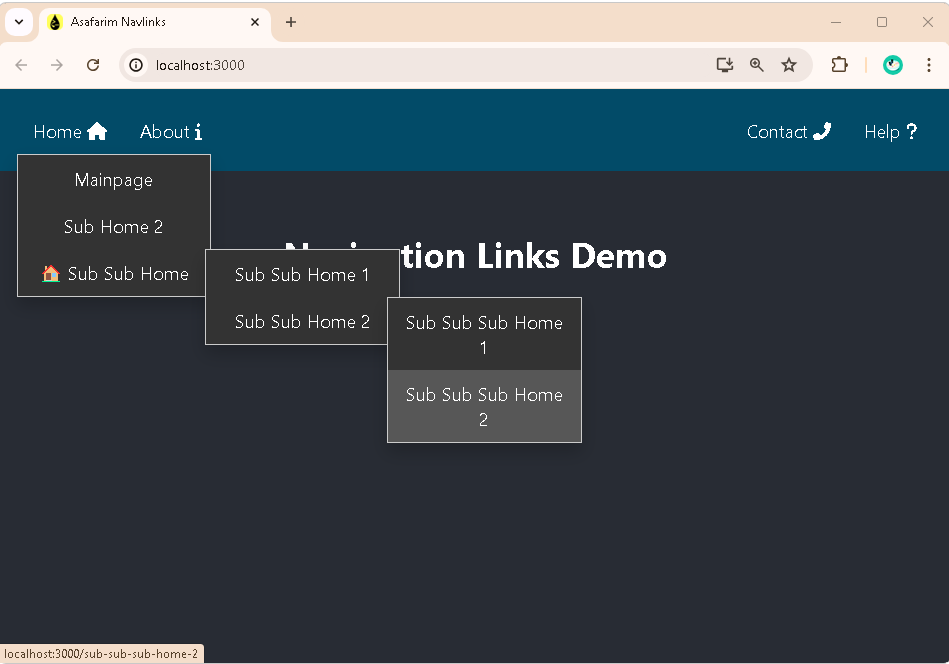 Asafarim Navlinks
localhost:3000
Home
About
Contact
Help ?
Mainpage
Sub Home 2
Sub Sub Home
tion Links Demo
Sub Sub Home 1
Sub Sub Home 2
Sub Sub Sub Home
1
Sub Sub Sub Home
2
localhost:3000/sub-sub-sub-home-2